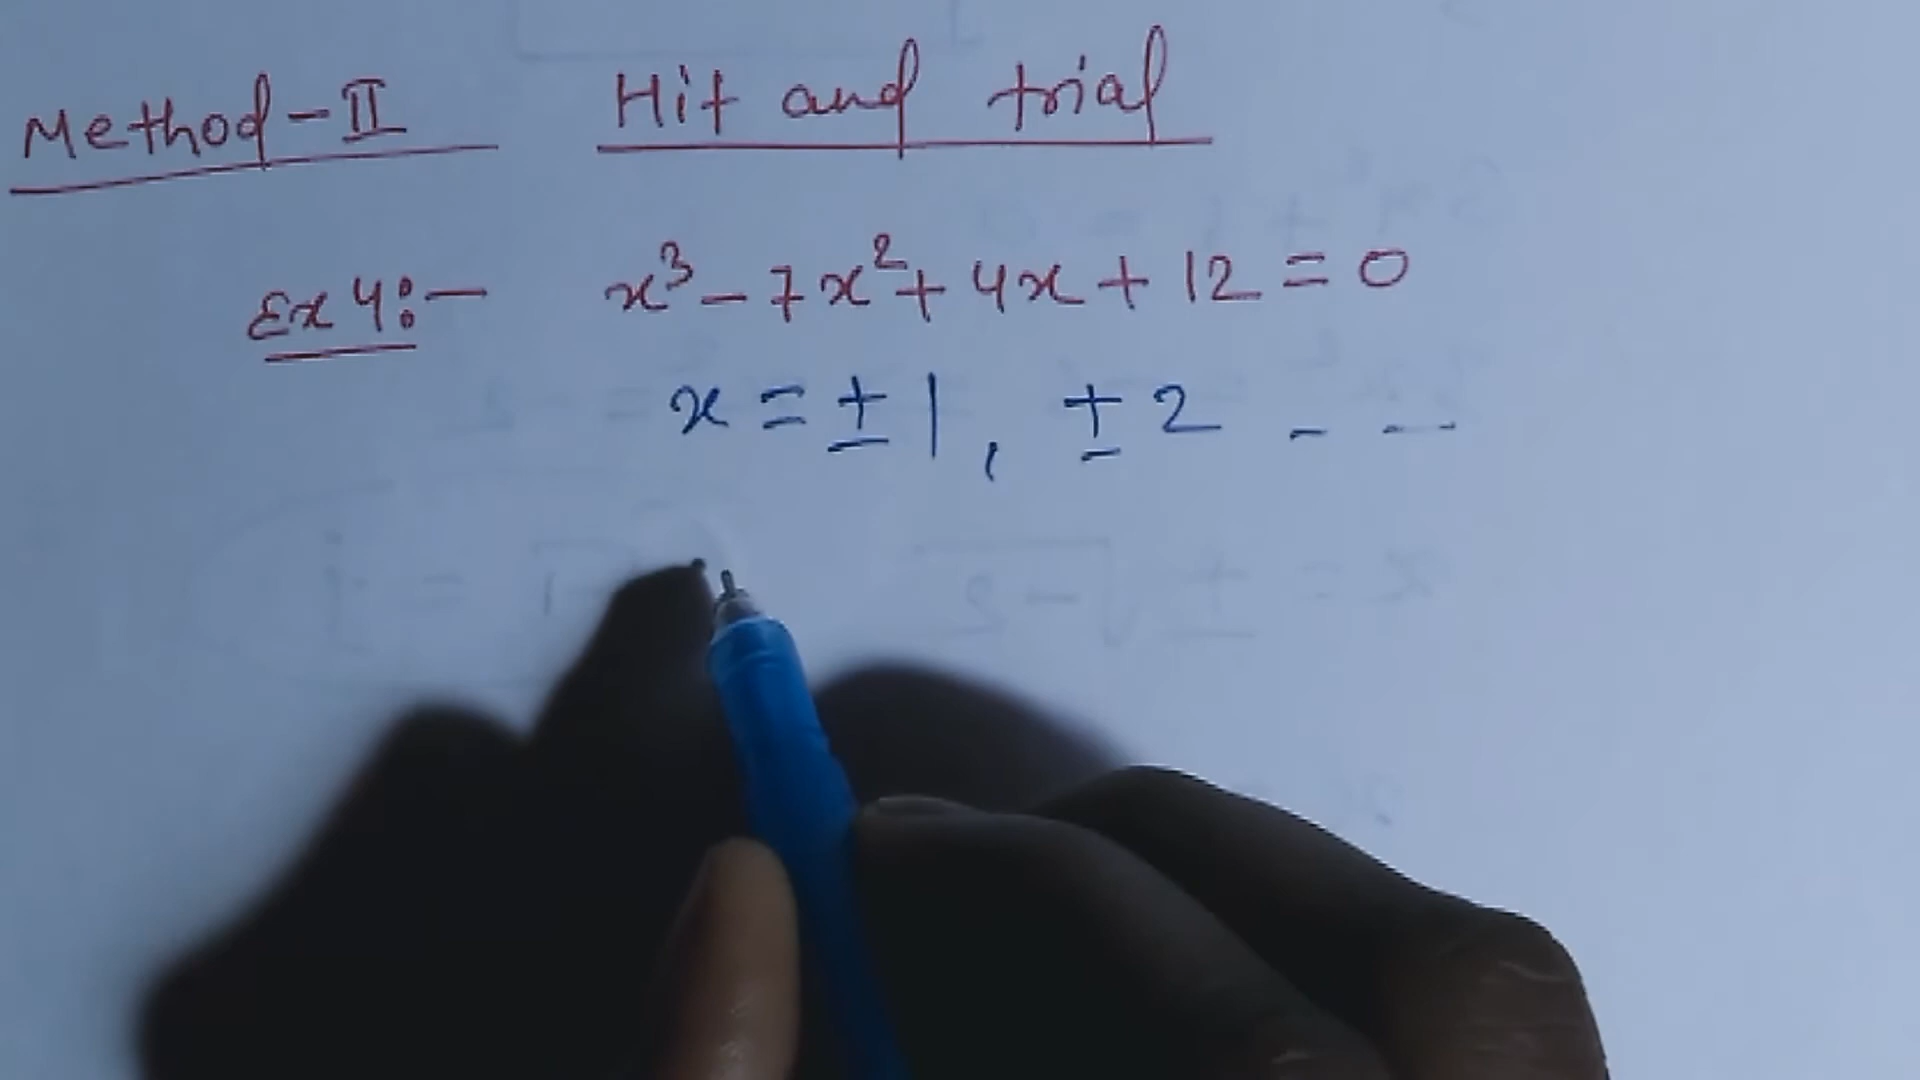 Method-II Hit and trial
Ex 4:- x³ - 7x² + 4x + 12 = 0
x = ± 1, ± 2 - -